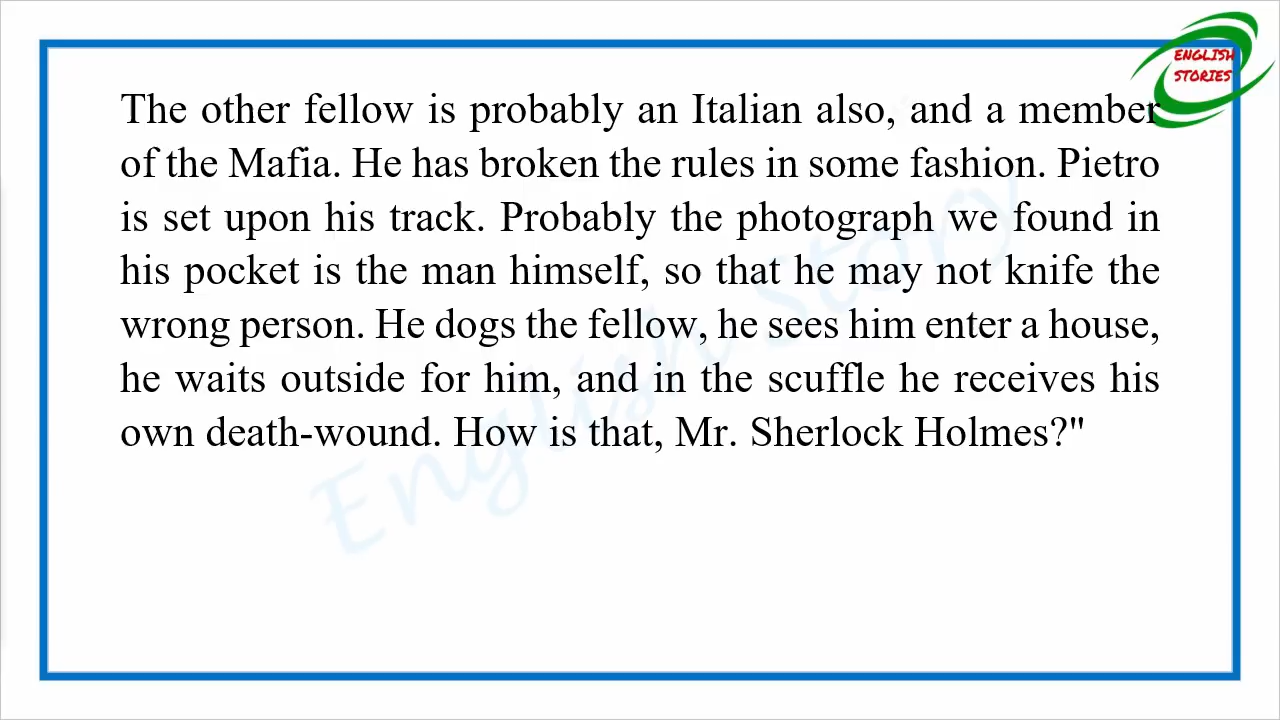 ENGLISH
STORIES
The other fellow is probably an Italian also, and a member
of the Mafia. He has broken the rules in some fashion. Pietro
is set upon his track. Probably the photograph we found in
his pocket is the man himself, so that he may not knife the
wrong person. He dogs the fellow, he sees him enter a house,
he waits outside for him, and in the scuffle he receives his
own death-wound. How is that, Mr. Sherlock Holmes?"
English Story